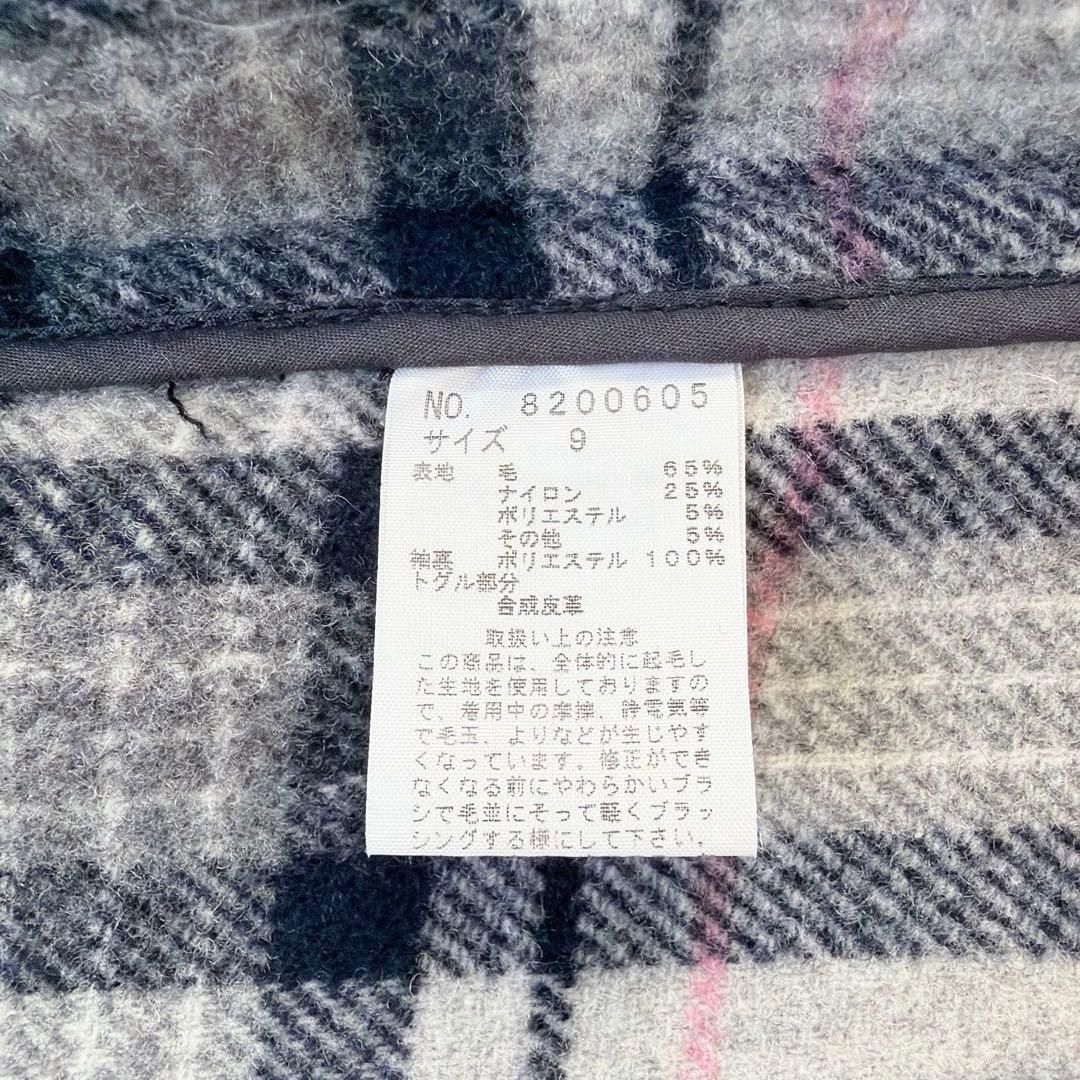 NO. 8200605
サイズ 9
表地 毛 65%
ナイロン 25%
ポリエステル 5%
その他 5%
袖裏 ポリエステル 100%
トグル部分
合成皮革
取扱い上の注意
この商品は、全体的に起毛し
た生地を使用しておりますの
で、着用中の摩擦、静電気等
で毛玉、よりなどが生じやす
くなっています。修正ができ
なくなる前にやわらかいブラ
シで毛並にそって軽くブラッ
シングする様にして下さい。